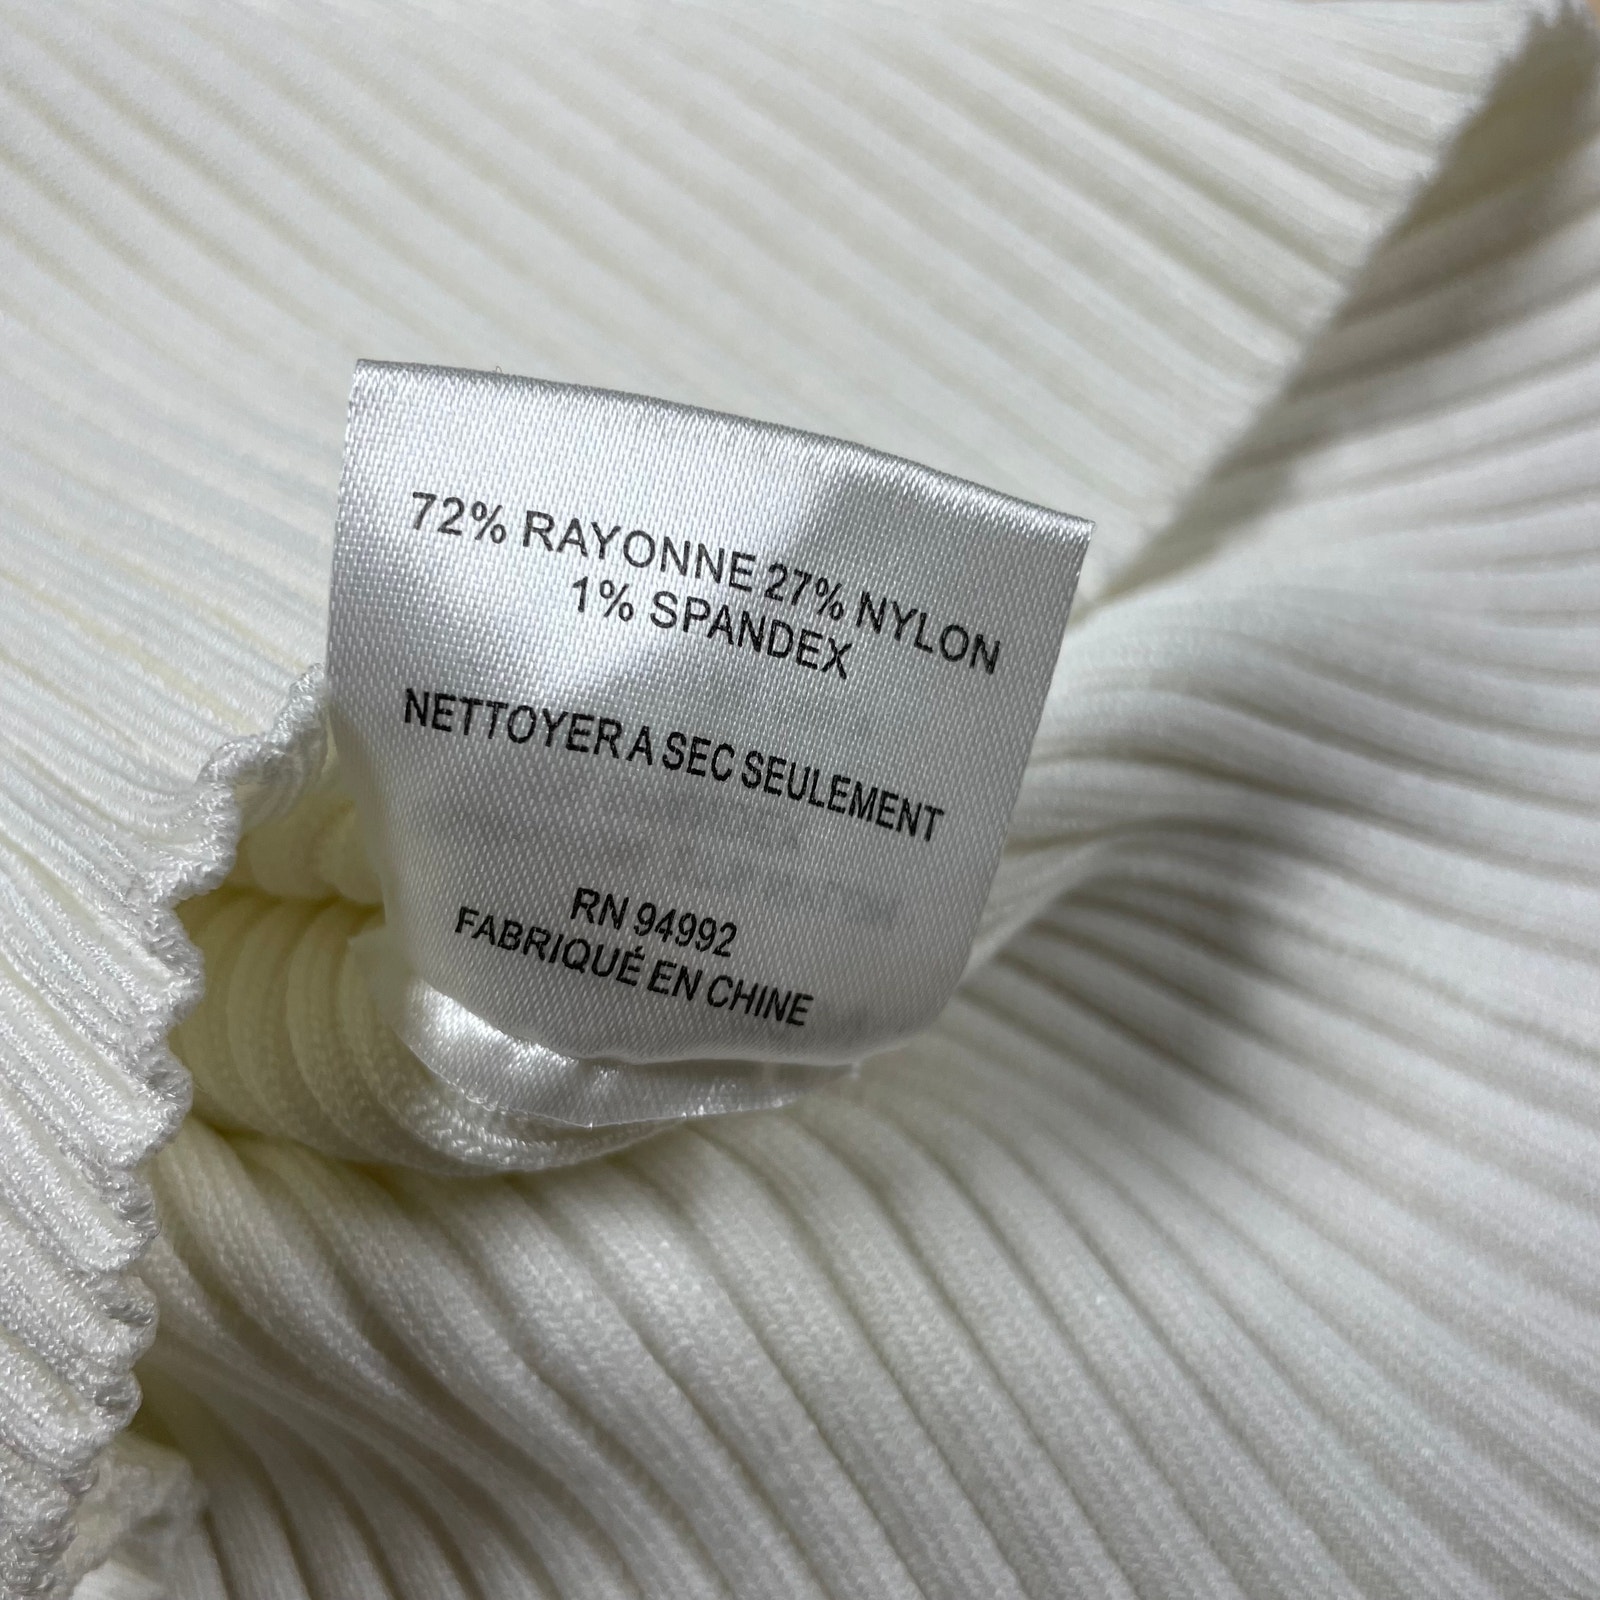 72% RAYONNE 27% NYLON
1% SPANDEX
NETTOYER A SEC SEULEMENT
RN 94992
FABRIQUÉ EN CHINE